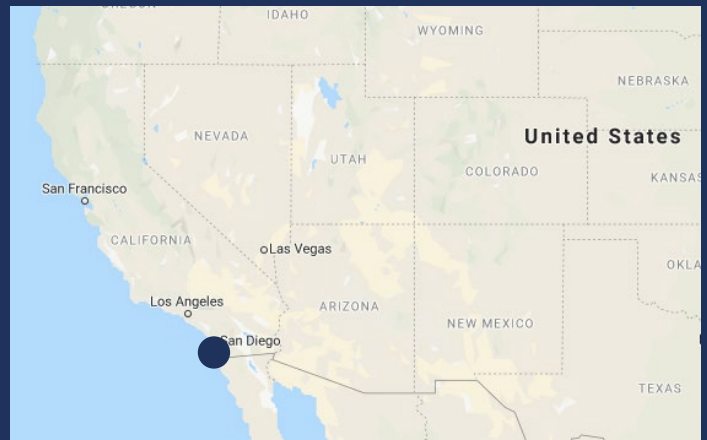 IDAHO
WYOMING
NEBRASKA
United States
NEVADA
UTAH
COLORADO
KANSAS
San Francisco
CALIFORNIA
Las Vegas
OKLA
Los Angeles
ARIZONA
NEW MEXICO
San Diego
TEXAS